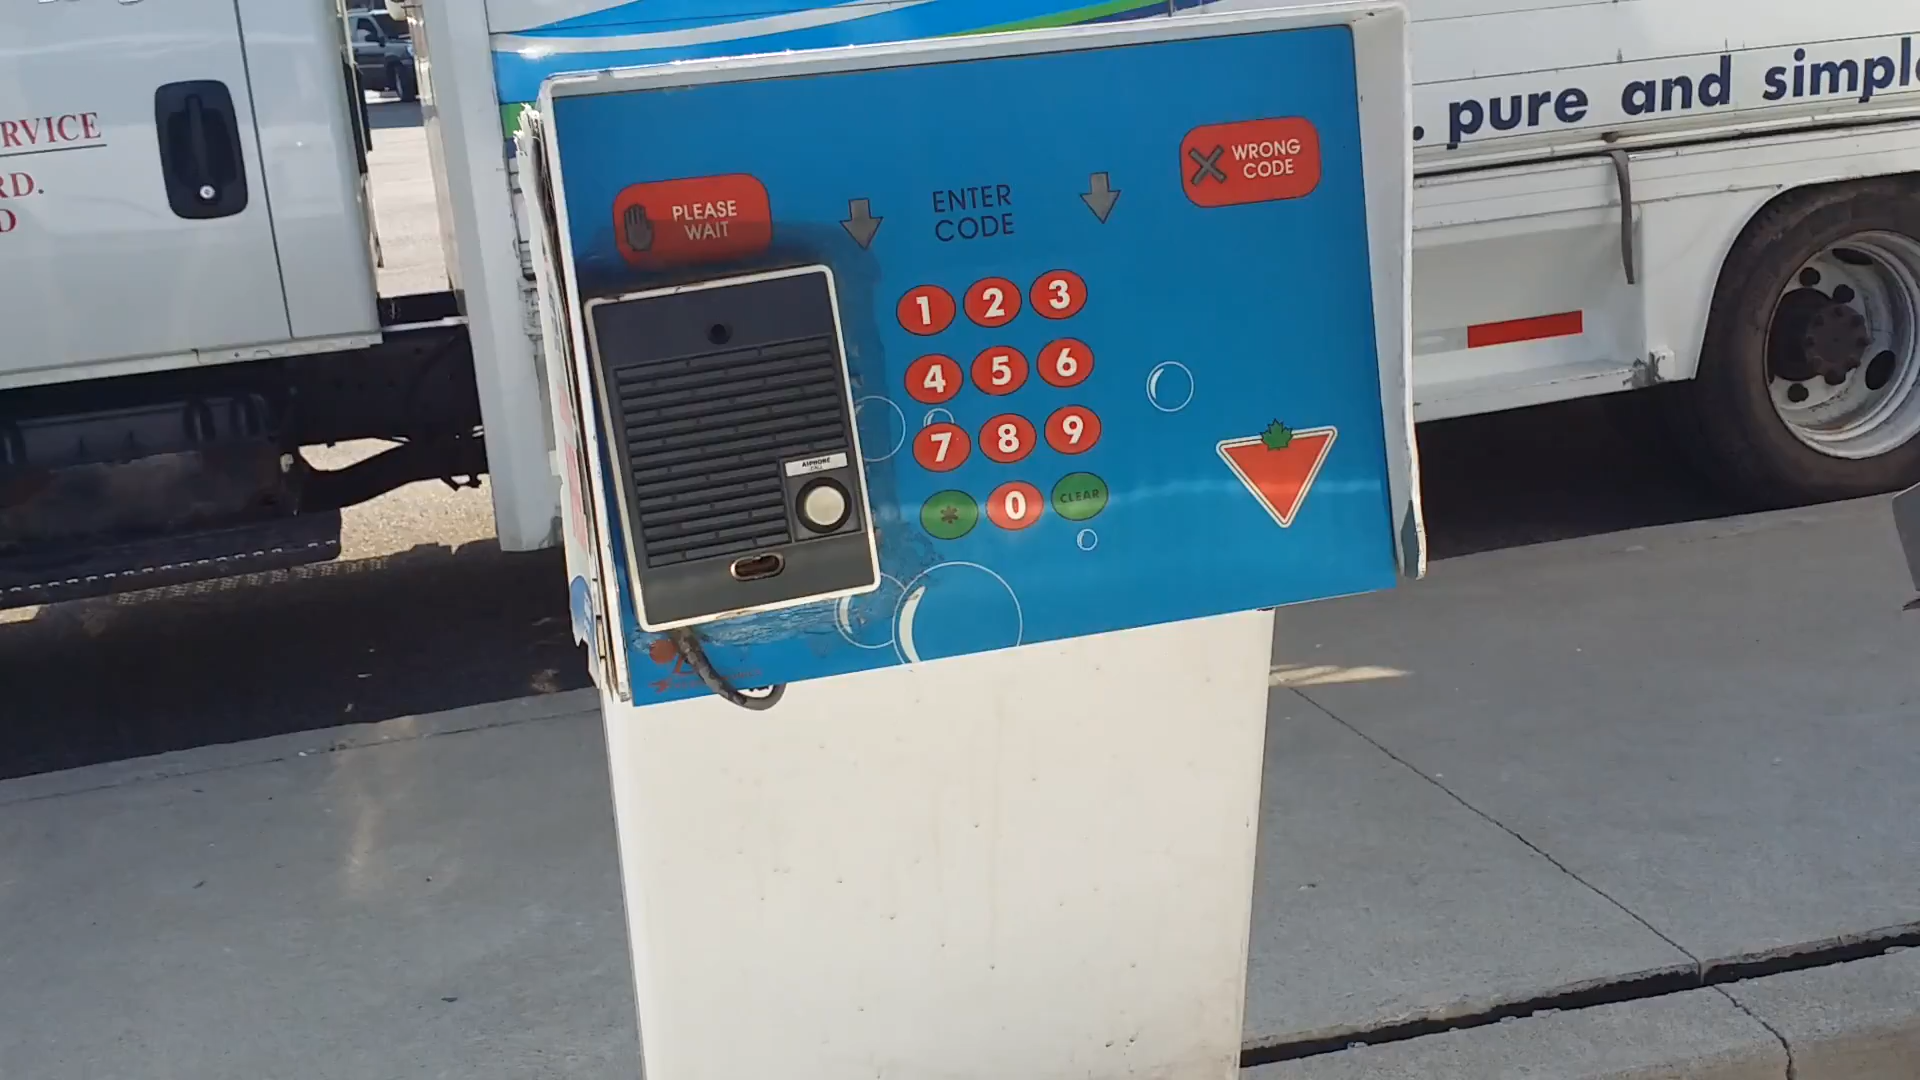 RVICE
RD.
D
. pure and simpl
PLEASE
WAIT
ENTER
CODE
WRONG
CODE
1 2 3
4 5 6
7 8 9
* 0 CLEAR
AIPHONE
CALL